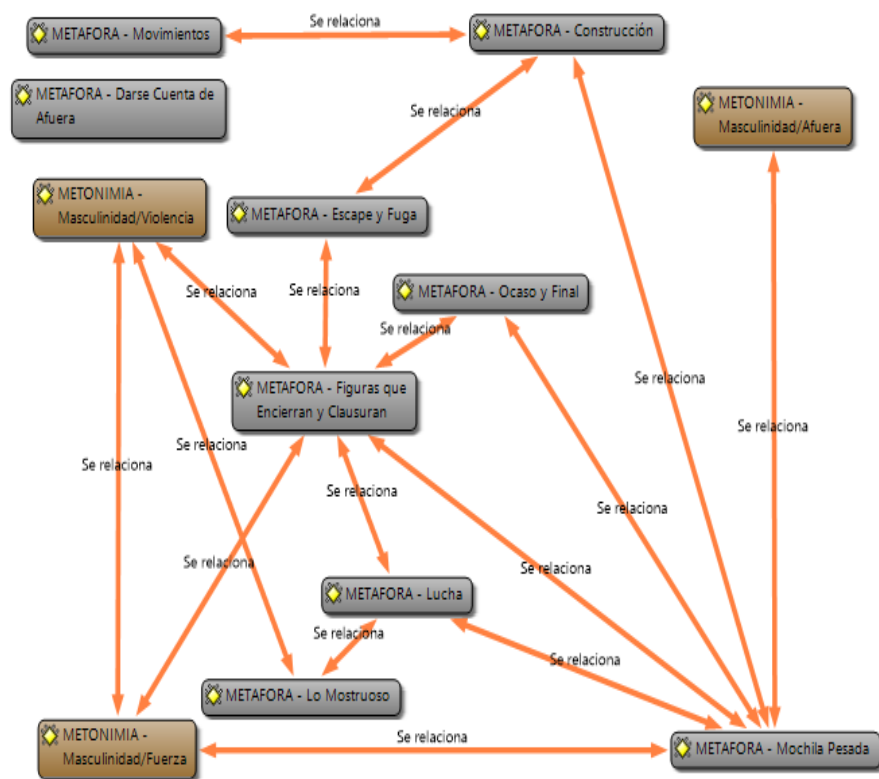 Se relaciona
METAFORA - Movimientos
METAFORA - Construcción
METAFORA - Darse Cuenta de
Afuera
METONIMIA -
Masculinidad/Afuera
Se relaciona
METONIMIA -
Masculinidad/Violencia
METAFORA - Escape y Fuga
Se relaciona
Se relaciona
METAFORA - Ocaso y Final
Se relaciona
METAFORA - Figuras que
Encierran y Clausuran
Se relaciona
Se relaciona
Se relaciona
Se relaciona
Se relaciona
Se relaciona
Se relaciona
Se relaciona
Se relaciona
METAFORA - Lucha
Se relaciona
Se relaciona
METAFORA - Lo Mostruoso
METONIMIA -
Masculinidad/Fuerza
Se relaciona
METAFORA - Mochila Pesada